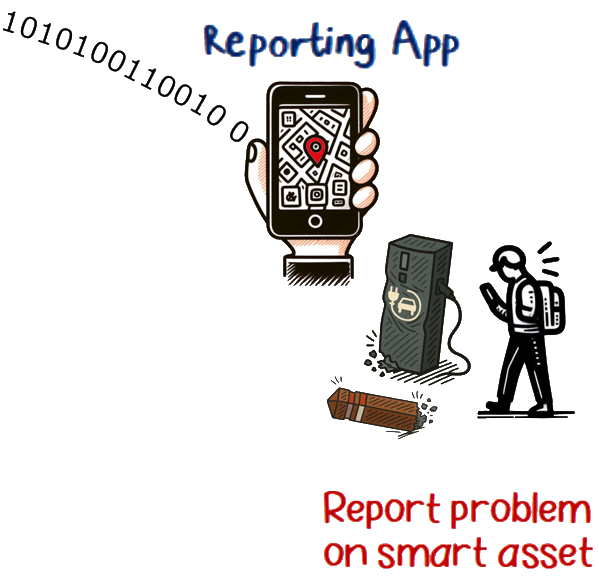 1010100110010 0
Reporting App
Report problem
on smart asset